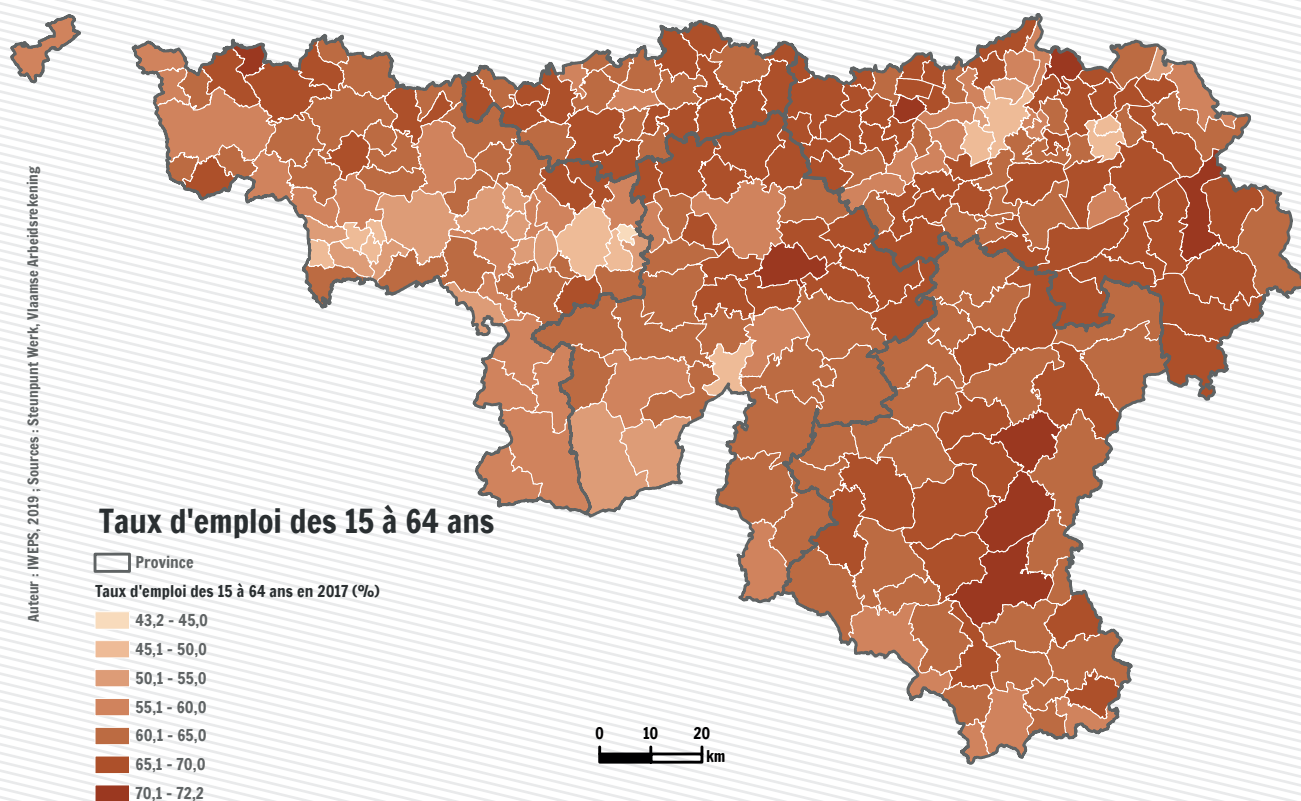 Auteur : IWEPS, 2019 ; Sources : Steunpunt Werk, Vlaamse Arbeidsrekening
Taux d'emploi des 15 à 64 ans
Province
Taux d'emploi des 15 à 64 ans en 2017 (%)
43,2 - 45,0
45,1 - 50,0
50,1 - 55,0
55,1 - 60,0
60,1 - 65,0
65,1 - 70,0
70,1 - 72,2
0 10 20
km